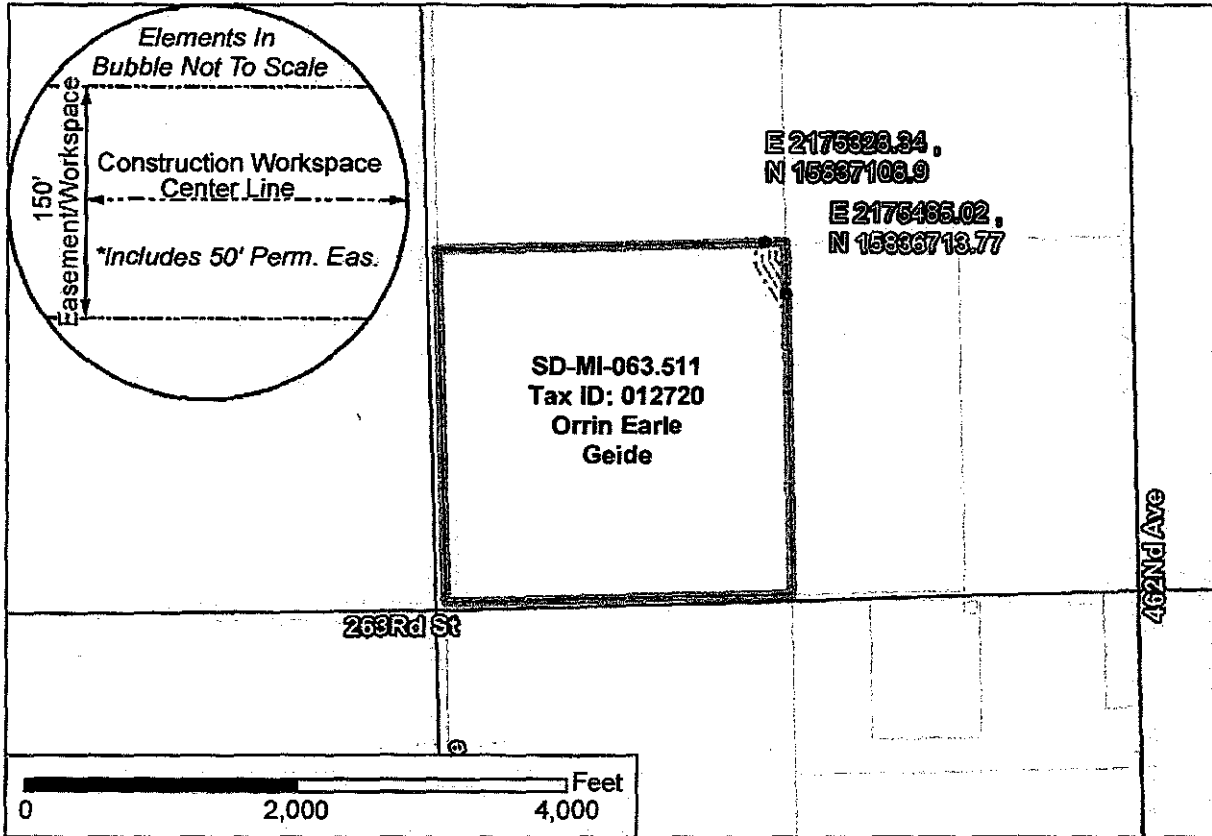 Elements In
Bubble Not To Scale
150'
Easement/Workspace
Construction Workspace
Center Line
*Includes 50' Perm. Eas.
E 2175328.34 ,
N 15837108.9
E 2175485.02 ,
N 15836713.77
SD-MI-063.511
Tax ID: 012720
Orrin Earle
Geide
462Nd Ave
263Rd St
e
Feet
0
2,000
4,000